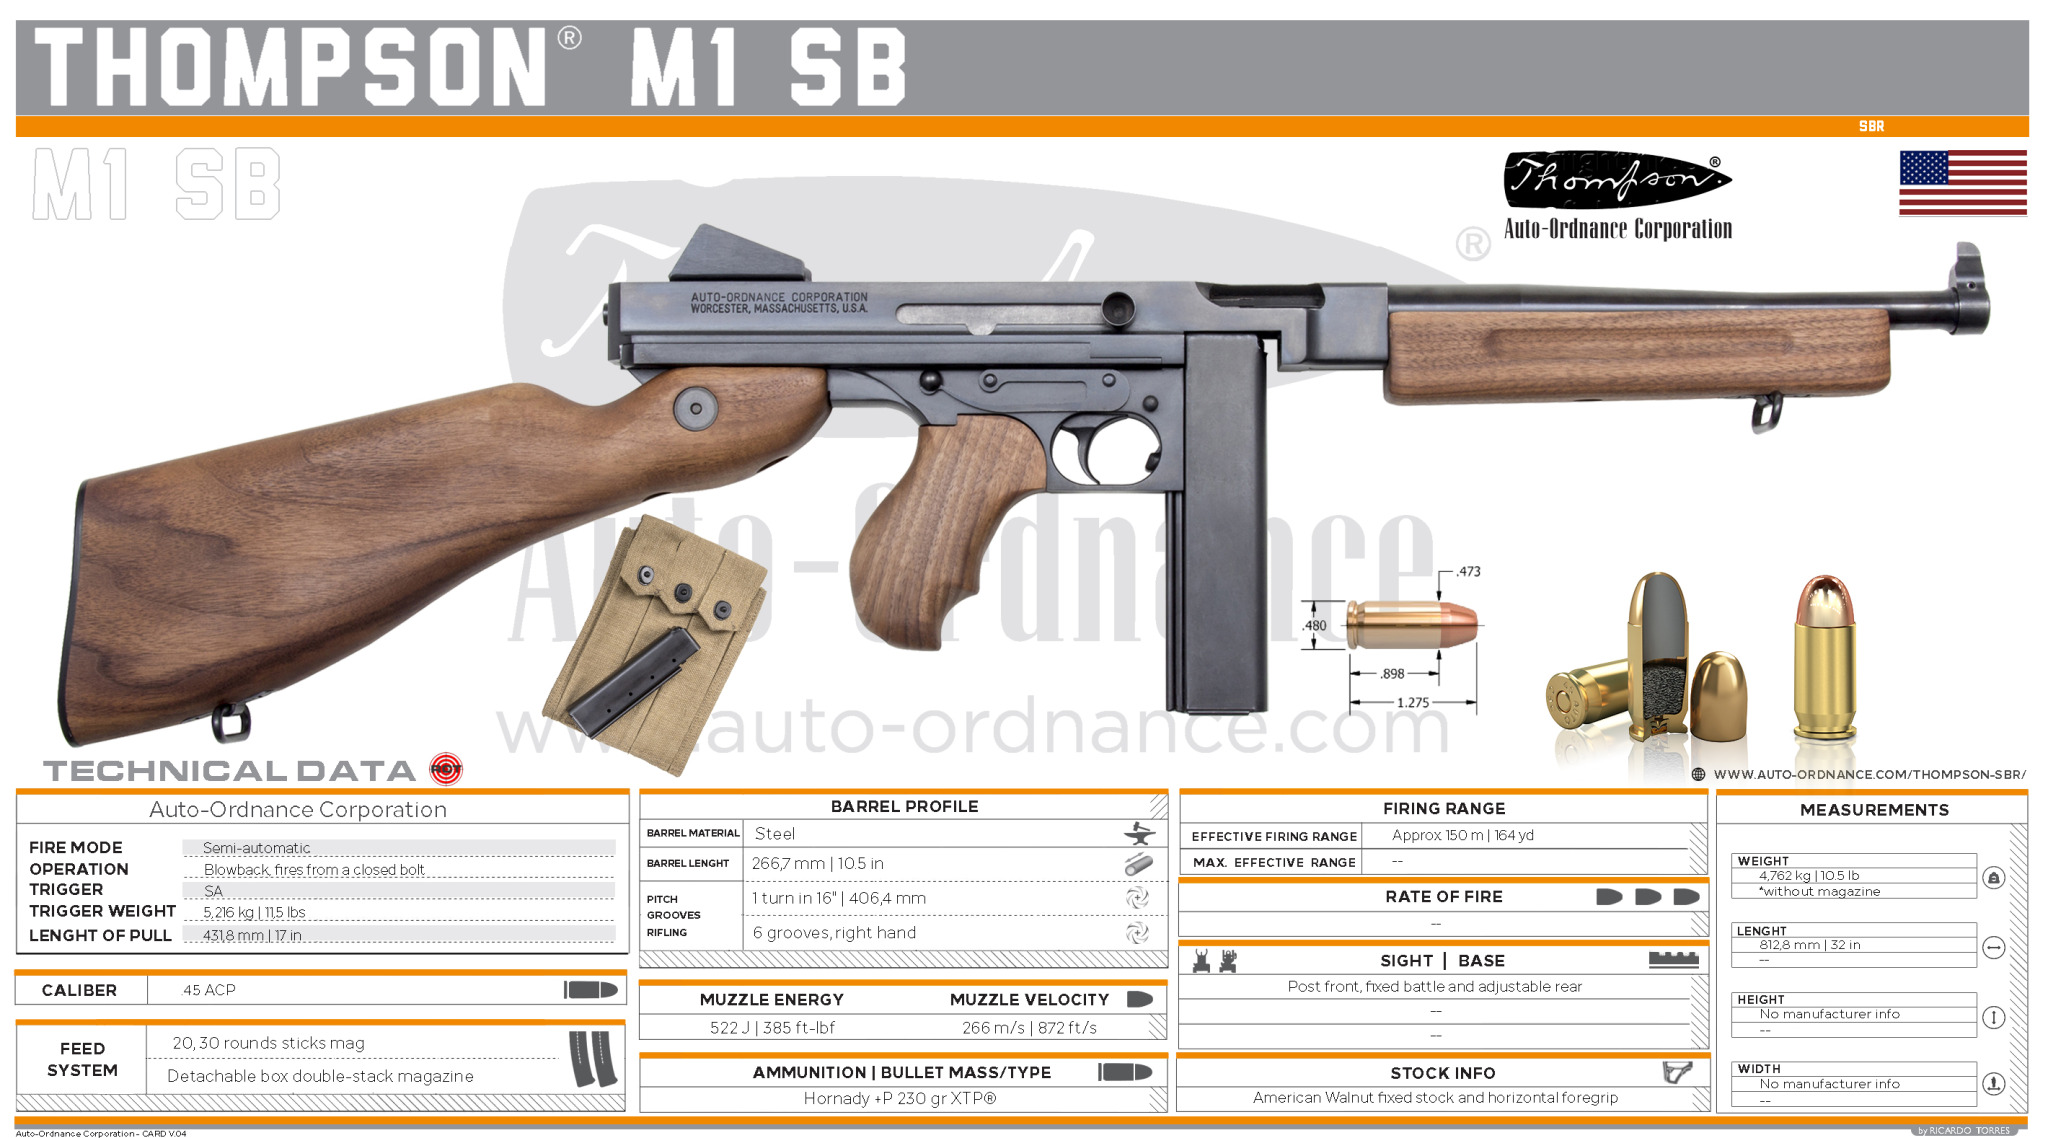 THOMPSON® M1 SB
SBR
M1 SB
Thompson®
Auto-Ordnance Corporation
®
AUTO-ORDNANCE CORPORATION
WORCESTER, MASSACHUSETTS, U.S.A.
Auto-Ordnance
www.auto-ordnance.com
.473
.480
.898
1.275
WWW.AUTO-ORDNANCE.COM/THOMPSON-SBR/
TECHNICAL DATA
Auto-Ordnance Corporation
FIRE MODE Semi-automatic
OPERATION Blowback, fires from a closed bolt
TRIGGER SA
TRIGGER WEIGHT 5,216 kg | 11,5 lbs
LENGHT OF PULL 431,8 mm | 17 in
CALIBER .45 ACP
FEED SYSTEM
20, 30 rounds sticks mag
Detachable box double-stack magazine
BARREL PROFILE
BARREL MATERIAL Steel
BARREL LENGHT 266,7 mm | 10.5 in
PITCH 1 turn in 16" | 406,4 mm
GROOVES
RIFLING 6 grooves, right hand
MUZZLE ENERGY MUZZLE VELOCITY
522 J | 385 ft-lbf 266 m/s | 872 ft/s
AMMUNITION | BULLET MASS/TYPE
Hornady +P 230 gr XTP®
FIRING RANGE
EFFECTIVE FIRING RANGE Approx 150 m | 164 yd
MAX. EFFECTIVE RANGE --
RATE OF FIRE
--
SIGHT | BASE
Post front, fixed battle and adjustable rear
--
--
STOCK INFO
American Walnut fixed stock and horizontal foregrip
MEASUREMENTS
WEIGHT
4,762 kg | 10.5 lb
*without magazine
LENGHT
812,8 mm | 32 in
--
HEIGHT
No manufacturer info
--
WIDTH
No manufacturer info
--
Auto-Ordnance Corporation - CARD V.04
by RICARDO TORRES